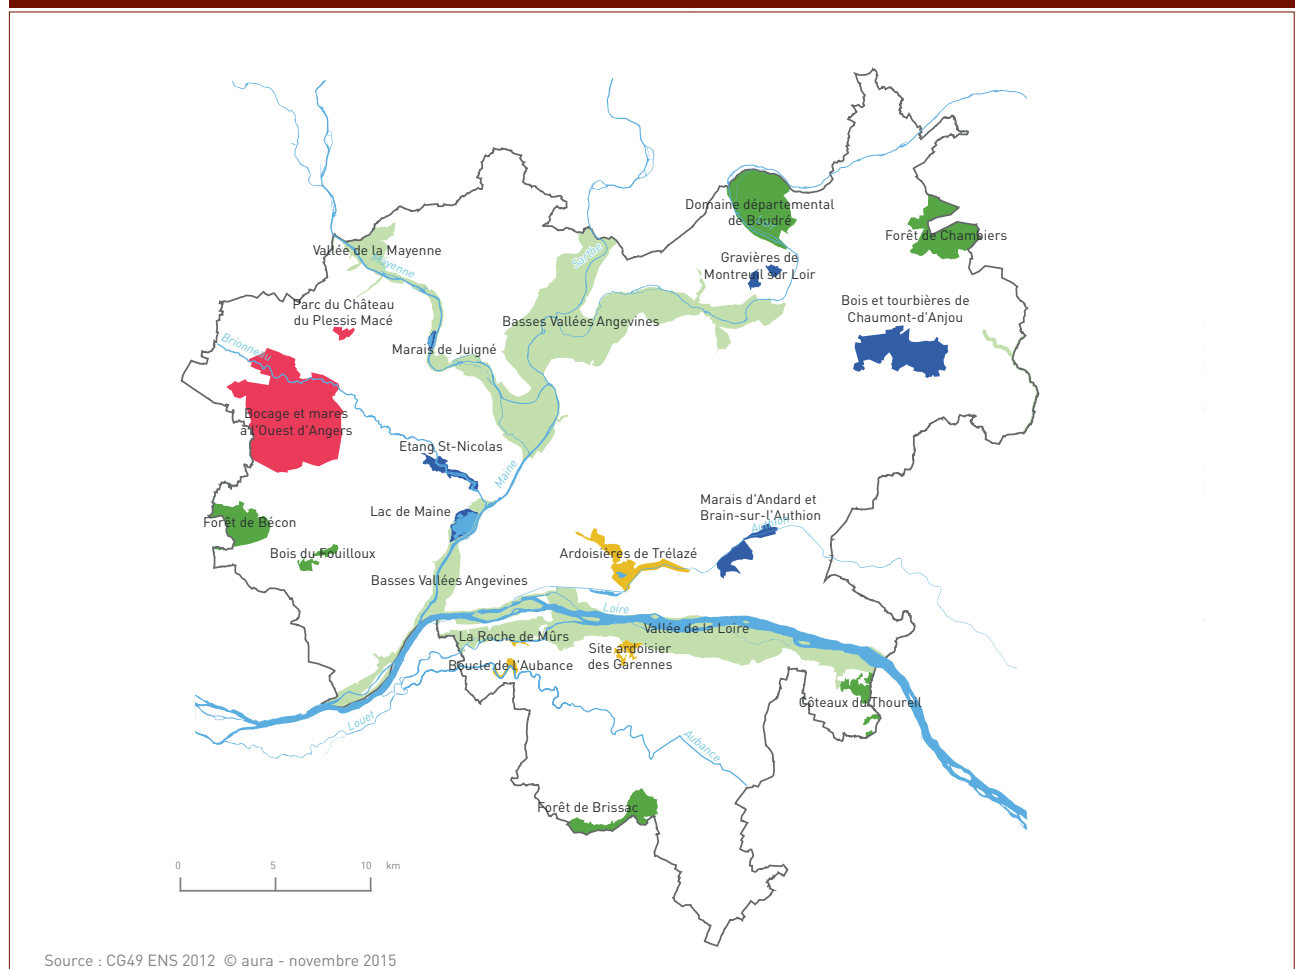 Domaine départemental
de Boudré
Loir
Forêt de Chambiers
Vallée de la Mayenne
Mayenne
Sarthe
Gravières de
Montreuil sur Loir
Parc du Château
du Plessis Macé
Bois et tourbières de
Chaumont-d'Anjou
Basses Vallées Angevines
Brionneau
Marais de Juigné
Bocage et mares
à l'Ouest d'Angers
Etang St-Nicolas
Maine
Lac de Maine
Marais d'Andard et
Brain-sur-l'Authion
Authion
Forêt de Bécon
Bois du Fouilloux
Ardoisières de Trélazé
Basses Vallées Angevines
Loire
Vallée de la Loire
La Roche de Mûrs
Site ardoisier
des Garennes
Boucle de l'Aubance
Côteaux du Thoureil
Louet
Aubance
Forêt de Brissac
0 5 10 km
Source : CG49 ENS 2012 © aura - novembre 2015